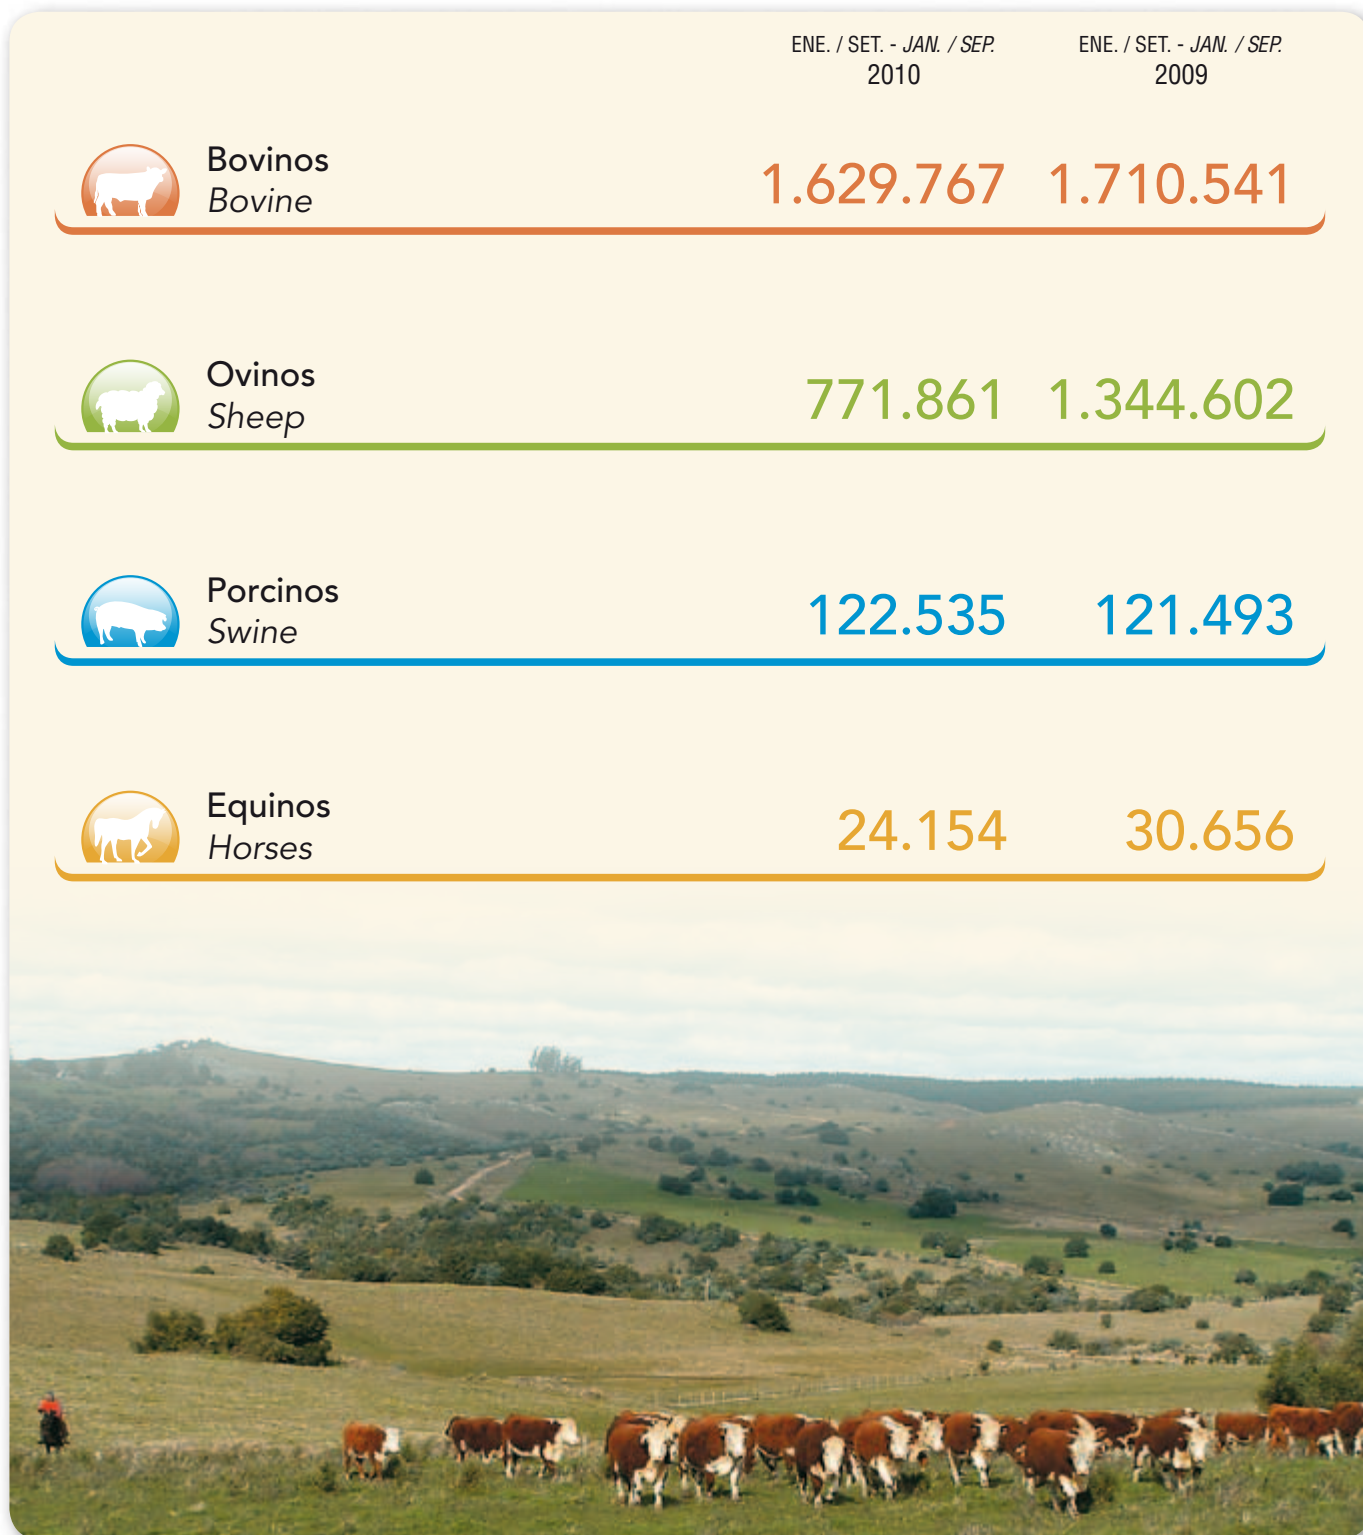 ENE. / SET. - JAN. / SEP. ENE. / SET. - JAN. / SEP.
2010 2009
Bovinos
Bovine
1.629.767 1.710.541
Ovinos
Sheep
771.861 1.344.602
Porcinos
Swine
122.535 121.493
Equinos
Horses
24.154 30.656